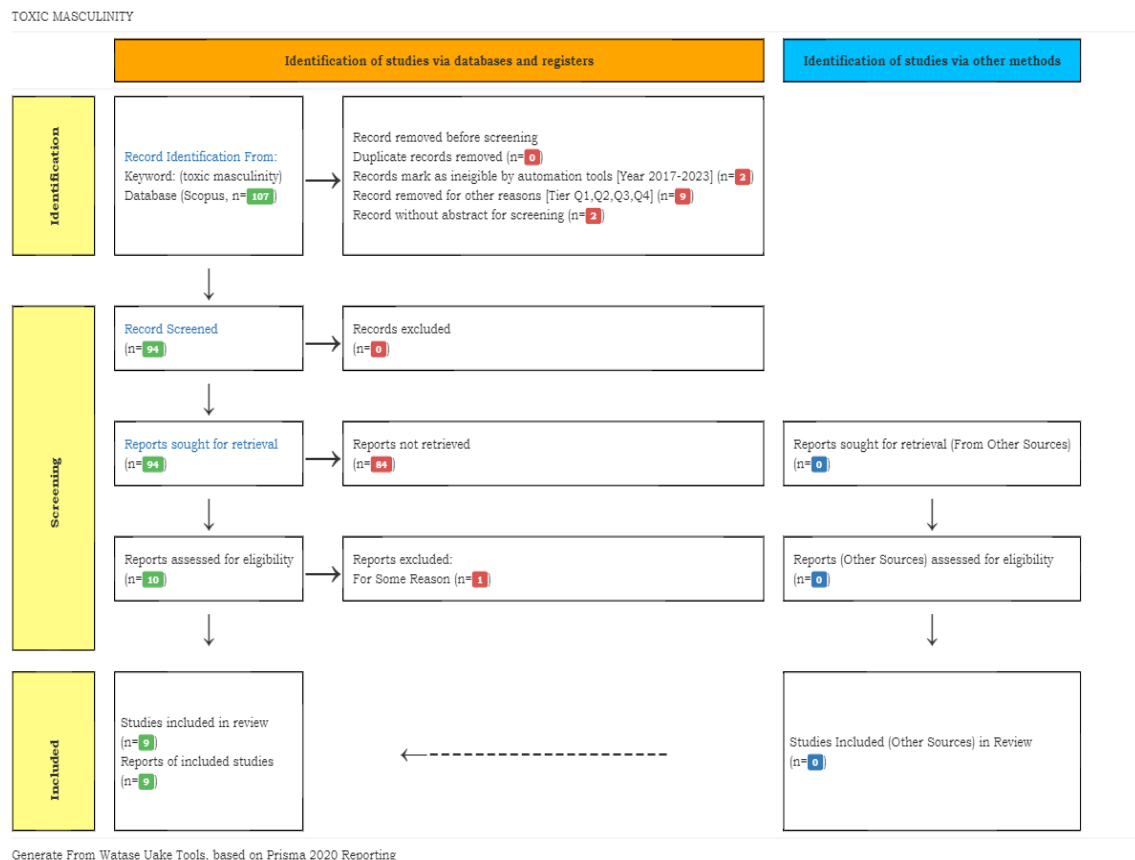 TOXIC MASCULINITY
Identification of studies via databases and registers
Identification of studies via other methods
Identification
Record Identification From:
Keyword: (toxic masculinity)
Database (Scopus, n=107)
Record removed before screening
Duplicate records removed (n=0)
Records mark as ineigible by automation tools [Year 2017-2023] (n=2)
Record removed for other reasons [Tier Q1,Q2,Q3,Q4] (n=9)
Record without abstract for screening (n=2)
Screening
Record Screened
(n=94)
Records excluded
(n=0)
Reports sought for retrieval
(n=94)
Reports not retrieved
(n=84)
Reports sought for retrieval (From Other Sources)
(n=0)
Reports assessed for eligibility
(n=10)
Reports excluded:
For Some Reason (n=1)
Reports (Other Sources) assessed for eligibility
(n=0)
Included
Studies included in review
(n=9)
Reports of included studies
(n=9)
Studies Included (Other Sources) in Review
(n=0)
Generate From Watase Uake Tools, based on Prisma 2020 Reporting